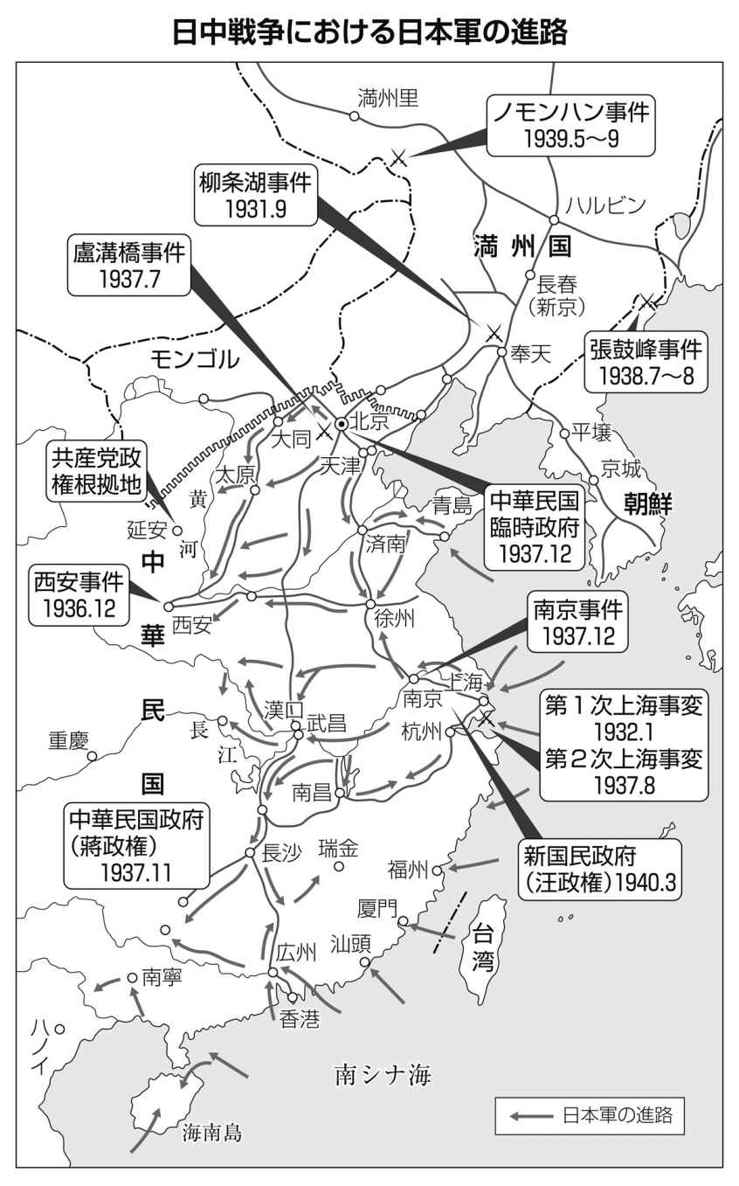 日中戦争における日本軍の進路
満州里
ノモンハン事件
1939.5〜9
柳条湖事件
1931.9
ハルビン
盧溝橋事件
1937.7
満州国
長春
(新京)
モンゴル
奉天
張鼓峰事件
1938.7〜8
北京
大同
平壌
共産党政
権根拠地
太原
天津
京城
黄
河
青島
中華民国
臨時政府
1937.12
朝鮮
延安
済南
中
華
民
国
西安事件
1936.12
西安
徐州
南京事件
1937.12
南京
上海
漢口
武昌
長
江
杭州
第1次上海事変
1932.1
第2次上海事変
1937.8
重慶
南昌
中華民国政府
(蔣政権)
1937.11
長沙
瑞金
福州
新国民政府
(汪政権)1940.3
厦門
台
湾
広州
汕頭
南寧
香港
ハノイ
南シナ海
海南島
日本軍の進路